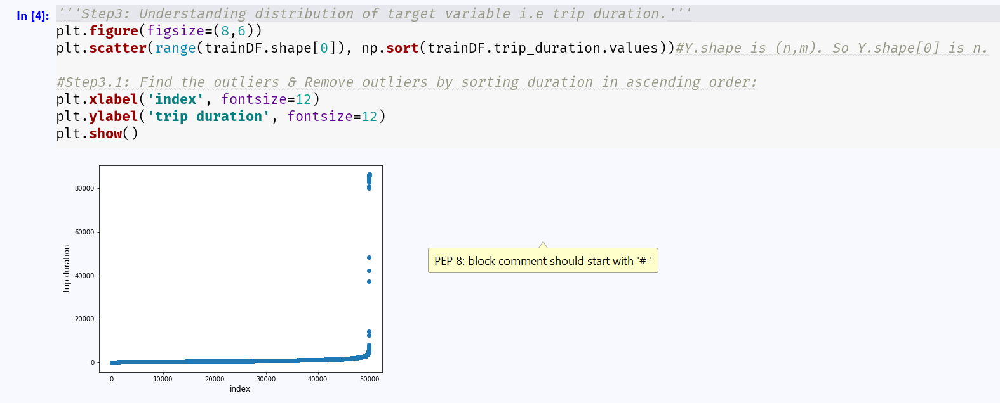 In [4]: '''Step3: Understanding distribution of target variable i.e trip duration.'''
plt.figure(figsize=(8,6))
plt.scatter(range(trainDF.shape[0]), np.sort(trainDF.trip_duration.values))#Y.shape is (n,m). So Y.shape[0] is n.
#Step3.1: Find the outliers & Remove outliers by sorting duration in ascending order:
plt.xlabel('index', fontsize=12)
plt.ylabel('trip duration', fontsize=12)
plt.show()
80000
60000
40000
20000
0
trip duration
PEP 8: block comment should start with '# '
0 10000 20000 30000 40000 50000
index